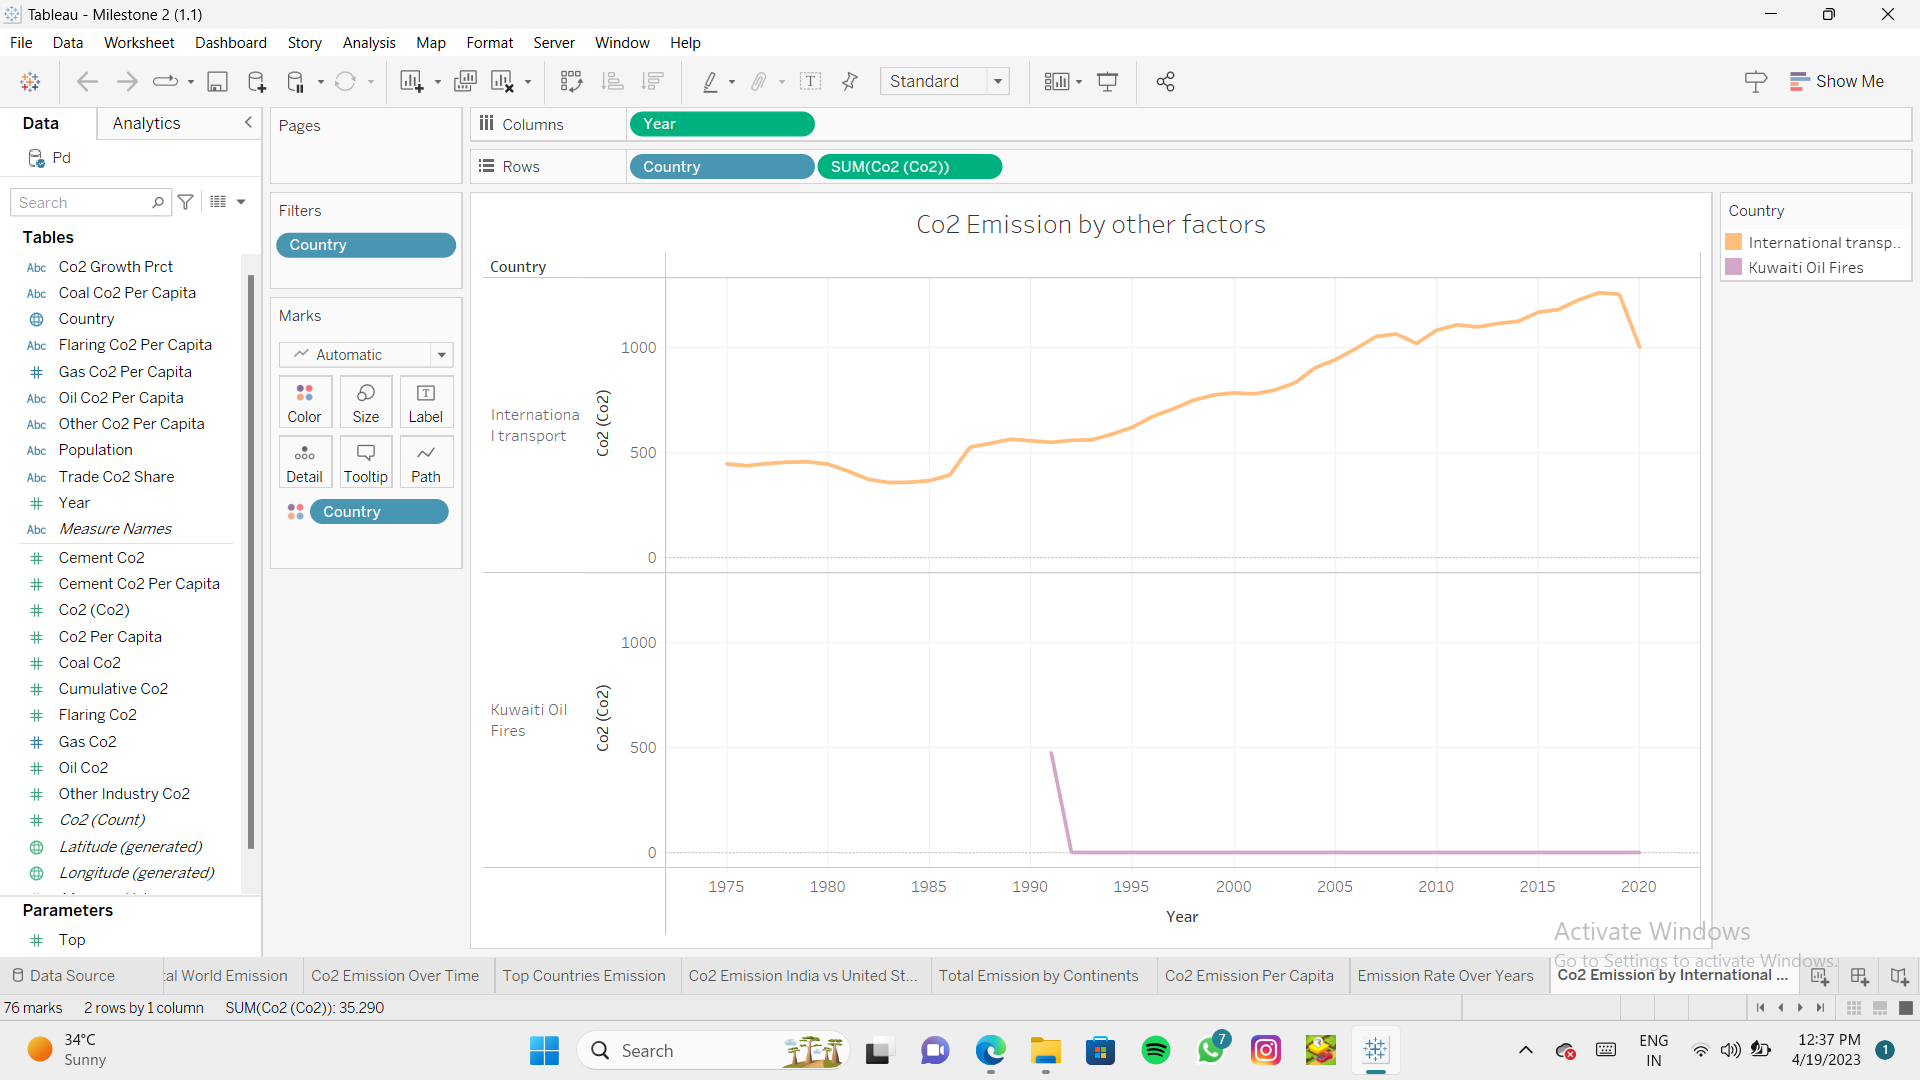 Tableau - Milestone 2 (1.1)
File Data Worksheet Dashboard Story Analysis Map Format Server Window Help
Standard
Show Me
Data Analytics
Pd
Search
Tables
Abc Co2 Growth Prct
Abc Coal Co2 Per Capita
Country
Abc Flaring Co2 Per Capita
# Gas Co2 Per Capita
Abc Oil Co2 Per Capita
Abc Other Co2 Per Capita
Abc Population
Abc Trade Co2 Share
# Year
Abc Measure Names
# Cement Co2
# Cement Co2 Per Capita
# Co2 (Co2)
# Co2 Per Capita
# Coal Co2
# Cumulative Co2
# Flaring Co2
# Gas Co2
# Oil Co2
# Other Industry Co2
# Co2 (Count)
Latitude (generated)
Longitude (generated)
Parameters
# Top
Pages
Filters
Country
Marks
Automatic
Color Size Label
Detail Tooltip Path
Country
Columns Year
Rows Country SUM(Co2 (Co2))
Co2 Emission by other factors
Country
Internationa
l transport
Co2 (Co2)
1000
500
0
Kuwaiti Oil
Fires
Co2 (Co2)
1000
500
0
1975 1980 1985 1990 1995 2000 2005 2010 2015 2020
Year
Country
International transp..
Kuwaiti Oil Fires
Activate Windows
Go to Settings to activate Windows.
Data Source tal World Emission Co2 Emission Over Time Top Countries Emission Co2 Emission India vs United St... Total Emission by Continents Co2 Emission Per Capita Emission Rate Over Years Co2 Emission by International ...
76 marks 2 rows by 1 column SUM(Co2 (Co2)): 35,290
34°C
Sunny
Search
7
ENG
IN
12:37 PM
4/19/2023
1